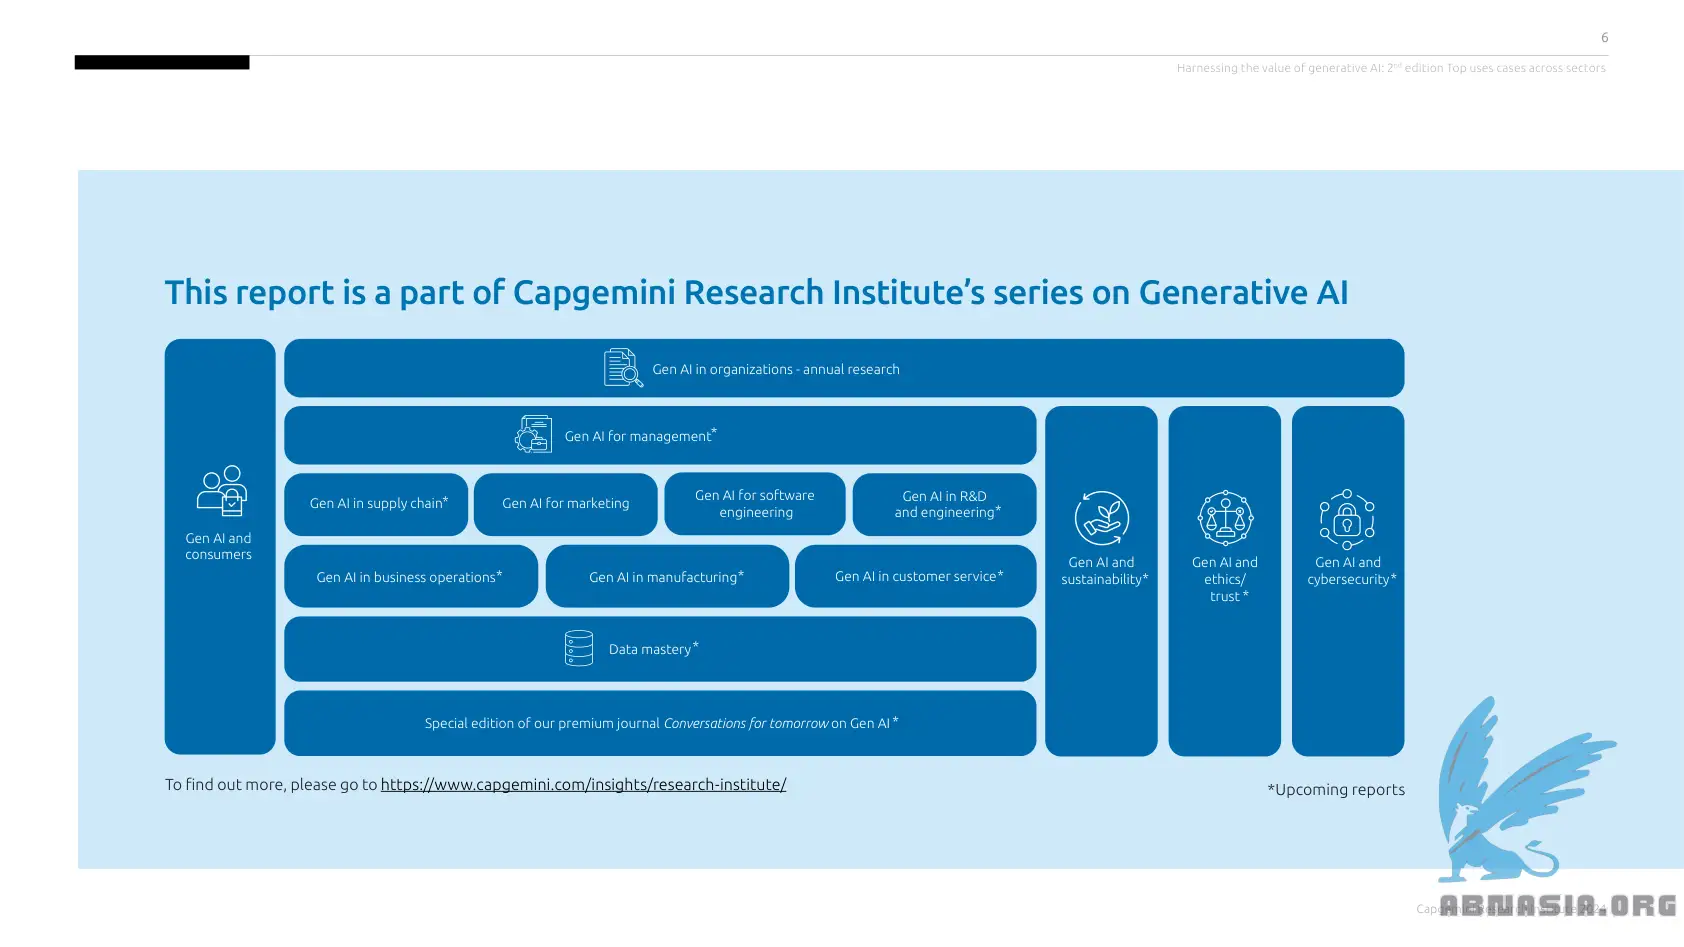 6
Harnessing the value of generative AI: 2nd edition Top uses cases across sectors
This report is a part of Capgemini Research Institute's series on Generative AI
Gen AI and
consumers
Gen AI in organizations - annual research
Gen AI for management*
Gen AI in supply chain*
Gen AI for marketing
Gen AI for software
engineering
Gen AI in R&D
and engineering*
Gen AI in business operations*
Gen AI in manufacturing*
Gen AI in customer service*
Data mastery*
Special edition of our premium journal Conversations for tomorrow on Gen AI*
Gen AI and
sustainability*
Gen AI and
ethics/
trust*
Gen AI and
cybersecurity*
To find out more, please go to https://www.capgemini.com/insights/research-institute/
*Upcoming reports
Capgemini Research Institute 2024
ABNASIA.ORG